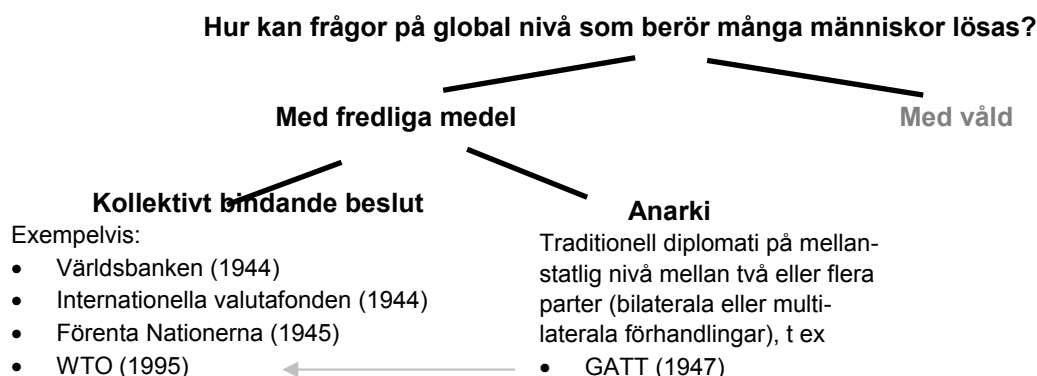 Hur kan frågor på global nivå som berör många människor lösas?
Med fredliga medel
Med våld
Kollektivt bindande beslut
Exempelvis:
• Världsbanken (1944)
• Internationella valutafonden (1944)
• Förenta Nationerna (1945)
• WTO (1995)
Anarki
Traditionell diplomati på mellan-
statlig nivå mellan två eller flera
parter (bilaterala eller multi-
laterala förhandlingar), t ex
• GATT (1947)